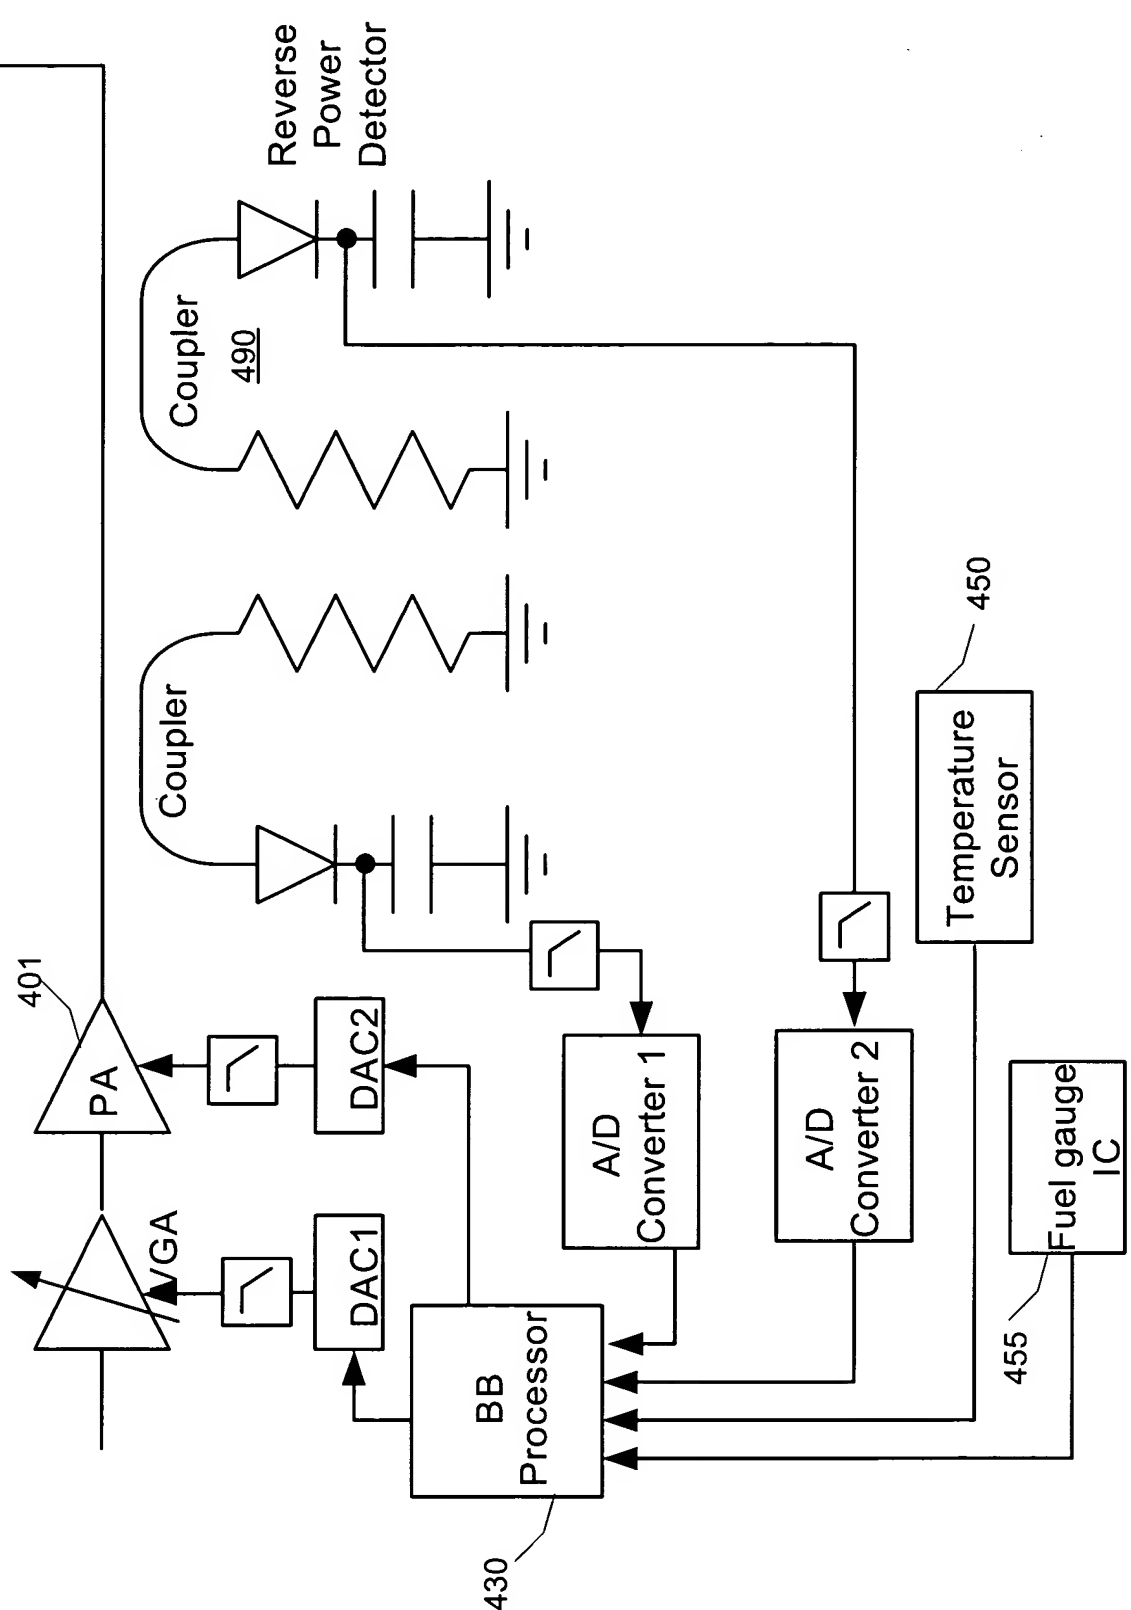 401
PA
VGA
DAC1
DAC2
BB
Processor
430
Coupler
Coupler
490
Reverse
Power
Detector
A/D
Converter 1
A/D
Converter 2
Temperature
Sensor
450
Fuel gauge
IC
455